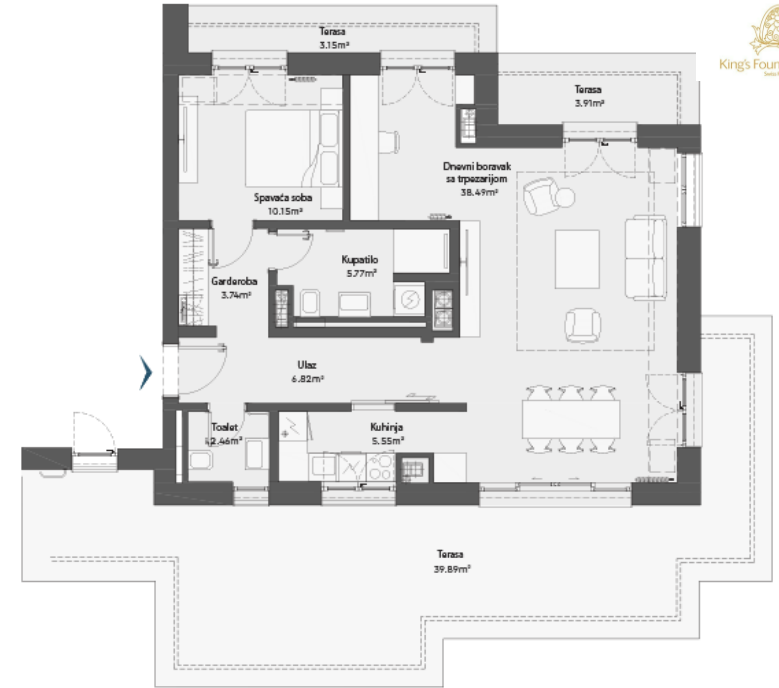 Terasa
3.15m²
King's Foun
Terasa
3.91m²
Dnevni boravak
sa trpezarijom
38.49m²
Spavaća soba
10.15m²
Kupatilo
5.77m²
Garderoba
3.74m²
Ulaz
6.82m²
Toalet
2.46m²
Kuhinja
5.55m²
Terasa
39.89m²